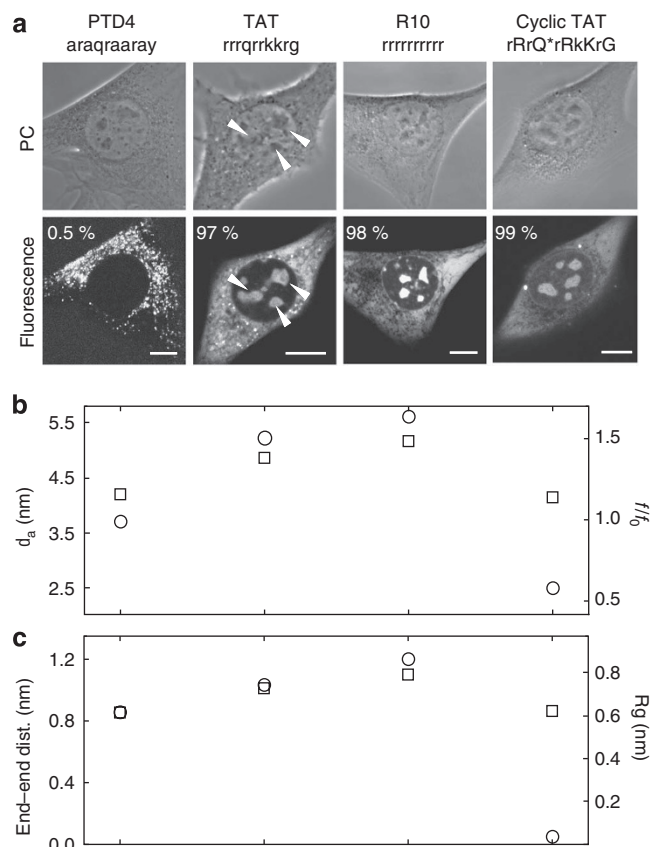 a
PTD4
araqraaray
TAT
rrrqrrkkrg
R10
rrrrrrrrrr
Cyclic TAT
rRrQ*rRkKrG
PC
Fluorescence
0.5 %
97 %
98 %
99 %
b
5.5
4.5
3.5
2.5
da (nm)
1.5
1.0
0.5
f/f0
c
1.2
0.8
0.4
0.0
End–end dist. (nm)
0.8
0.6
0.4
0.2
Rg (nm)